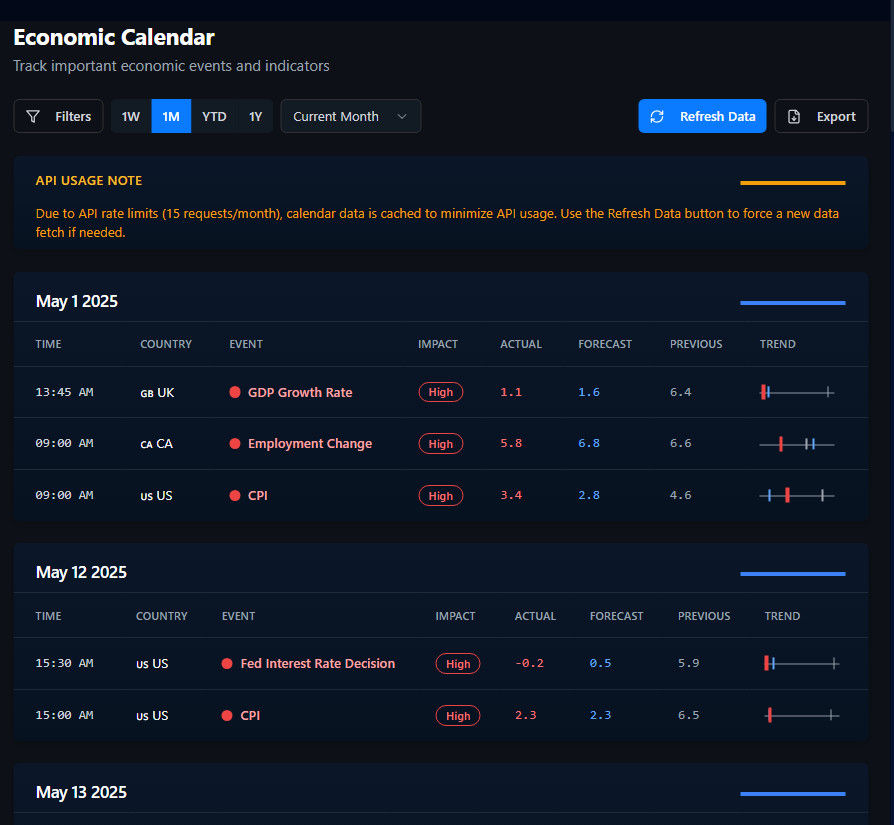 Economic Calendar
Track important economic events and indicators
Filters 1W 1M YTD 1Y Current Month Refresh Data Export
API USAGE NOTE
Due to API rate limits (15 requests/month), calendar data is cached to minimize API usage. Use the Refresh Data button to force a new data
fetch if needed.
May 1 2025
TIME COUNTRY EVENT IMPACT ACTUAL FORECAST PREVIOUS TREND
13:45 AM GB UK GDP Growth Rate High 1.1 1.6 6.4
09:00 AM CA CA Employment Change High 5.8 6.8 6.6
09:00 AM US US CPI High 3.4 2.8 4.6
May 12 2025
TIME COUNTRY EVENT IMPACT ACTUAL FORECAST PREVIOUS TREND
15:30 AM US US Fed Interest Rate Decision High -0.2 0.5 5.9
15:00 AM US US CPI High 2.3 2.3 6.5
May 13 2025